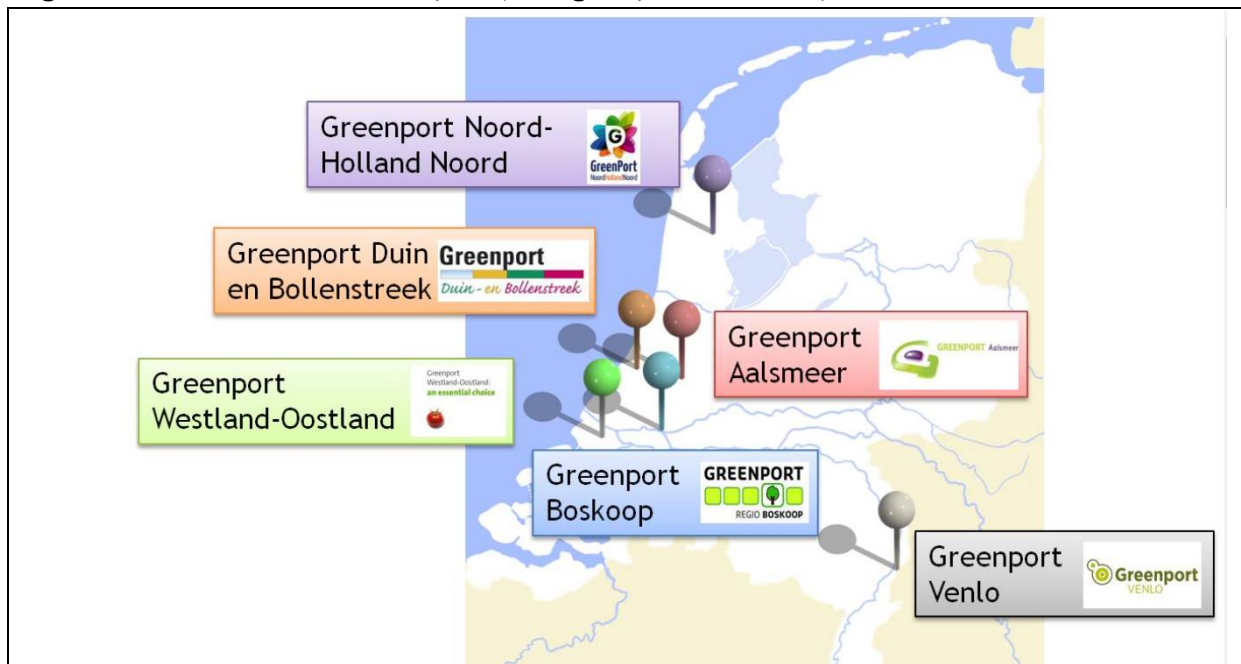 Greenport Noord-
Holland Noord
G
GreenPort
NoordHollandNoord
Greenport Duin
en Bollenstreek
Greenport
Duin - en Bollenstreek
Greenport
Aalsmeer
GREENPORT Aalsmeer
Greenport
Westland-Oostland
Greenport
Westland-Oostland:
an essential choice
Greenport
Boskoop
GREENPORT
REGIO BOSKOOP
Greenport
Venlo
Greenport
VENLO